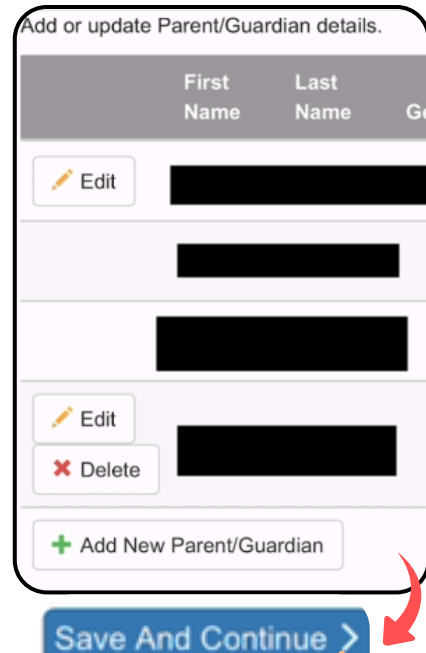 Add or update Parent/Guardian details.
First Last
Name Name
Edit
Edit
Delete
Add New Parent/Guardian
Save And Continue